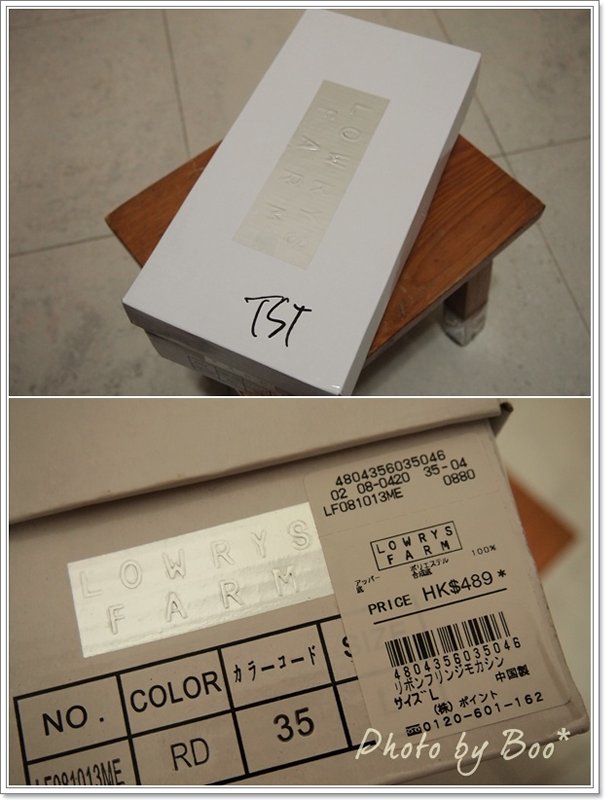 LOWRYS
FARM
TST
4804356035046
02 08-0420 35-04
LF081013ME 0880
LOWRYS
FARM
アッパー ポリエステル 100%
底 合成底
PRICE HK$489*
4804356035046
リボンフリンジモカシン
サイズ L 中国製
(株) ポイント
☎0120-601-162
LOWRYS
FARM
NO. COLOR カラーコード
LF081013ME RD 35
Photo by Boo*